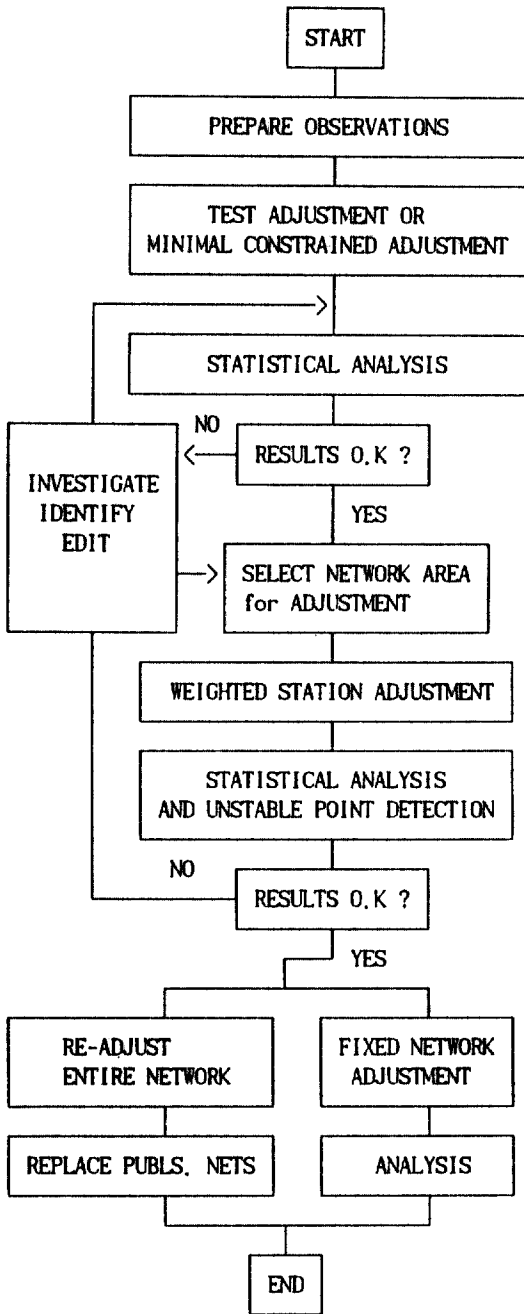 START
PREPARE OBSERVATIONS
TEST ADJUSTMENT OR
MINIMAL CONSTRAINED ADJUSTMENT
STATISTICAL ANALYSIS
NO
RESULTS O.K ?
INVESTIGATE
IDENTIFY
EDIT
YES
SELECT NETWORK AREA
for ADJUSTMENT
WEIGHTED STATION ADJUSTMENT
STATISTICAL ANALYSIS
AND UNSTABLE POINT DETECTION
NO
RESULTS O.K ?
YES
RE-ADJUST
ENTIRE NETWORK
FIXED NETWORK
ADJUSTMENT
REPLACE PUBLS. NETS
ANALYSIS
END